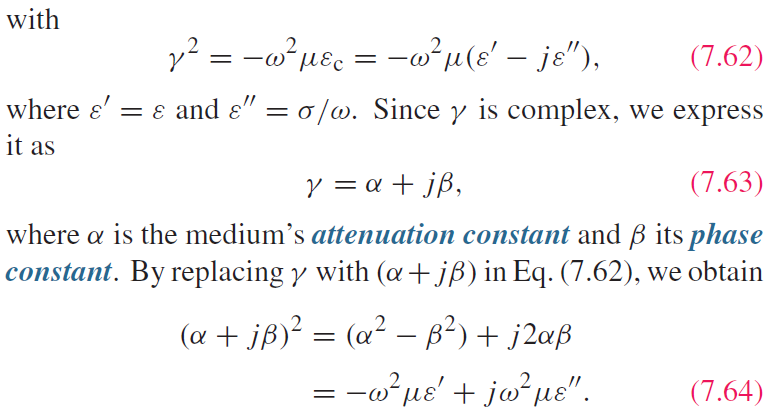 with
γ² = −ω²με_c = −ω²μ(ε′ − jε″), (7.62)
where ε′ = ε and ε″ = σ/ω. Since γ is complex, we express
it as
γ = α + jβ, (7.63)
where α is the medium's attenuation constant and β its phase
constant. By replacing γ with (α + jβ) in Eq. (7.62), we obtain
(α + jβ)² = (α² − β²) + j2αβ
= −ω²με′ + jω²με″. (7.64)